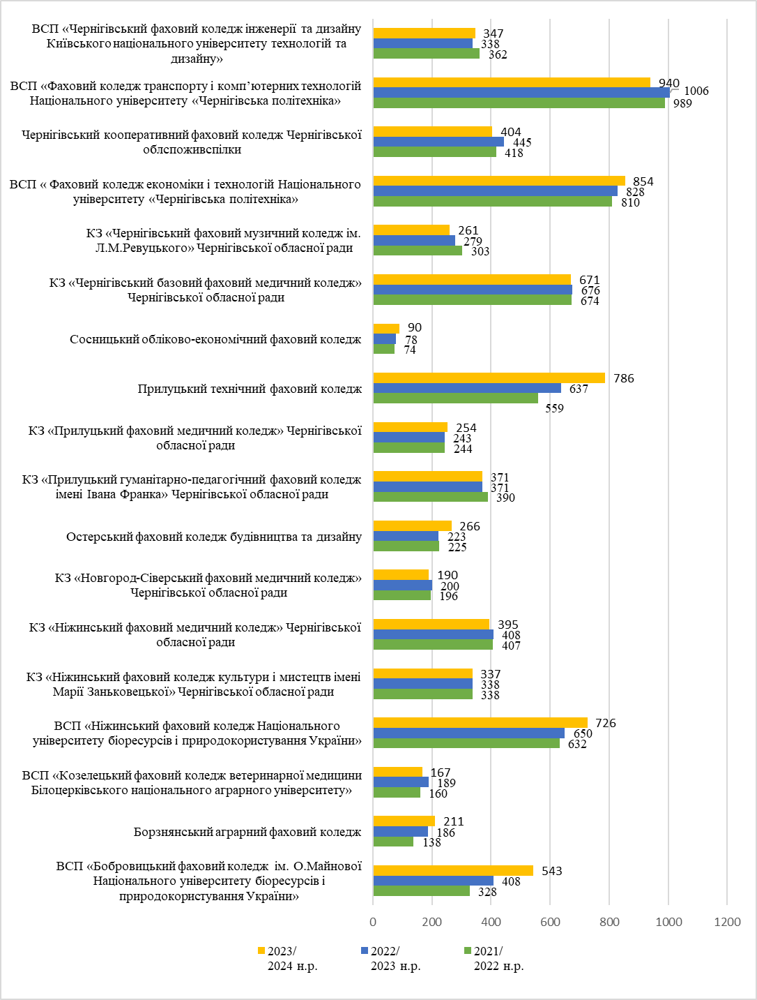 ВСП «Чернігівський фаховий коледж інженерії та дизайну
Київського національного університету технологій та
дизайну»
347
338
362
ВСП «Фаховий коледж транспорту і комп’ютерних технологій
Національного університету «Чернігівська політехніка»
940
1006
989
Чернігівський кооперативний фаховий коледж Чернігівської
облспоживспілки
404
445
418
ВСП « Фаховий коледж економіки і технологій Національного
університету «Чернігівська політехніка»
854
828
810
КЗ «Чернігівський фаховий музичний коледж ім.
Л.М.Ревуцького» Чернігівської обласної ради
261
279
303
КЗ «Чернігівський базовий фаховий медичний коледж»
Чернігівської обласної ради
671
676
674
Сосницький обліково-економічний фаховий коледж
90
78
74
Прилуцький технічний фаховий коледж
786
637
559
КЗ «Прилуцький фаховий медичний коледж» Чернігівської
обласної ради
254
243
244
КЗ «Прилуцький гуманітарно-педагогічний фаховий коледж
імені Івана Франка» Чернігівської обласної ради
371
371
390
Остерський фаховий коледж будівництва та дизайну
266
223
225
КЗ «Новгород-Сіверський фаховий медичний коледж»
Чернігівської обласної ради
190
200
196
КЗ «Ніжинський фаховий медичний коледж» Чернігівської
обласної ради
395
408
407
КЗ «Ніжинський фаховий коледж культури і мистецтв імені
Марії Заньковецької» Чернігівської обласної ради
337
338
338
ВСП «Ніжинський фаховий коледж Національного
університету біоресурсів і природокористування України»
726
650
632
ВСП «Козелецький фаховий коледж ветеринарної медицини
Білоцерківського національного аграрного університету»
167
189
160
Борзнянський аграрний фаховий коледж
211
186
138
ВСП «Бобровицький фаховий коледж ім. О.Майнової
Національного університету біоресурсів і
природокористування України»
543
408
328
0 200 400 600 800 1000 1200
2023/ 2022/ 2021/
2024 н.р. 2023 н.р. 2022 н.р.